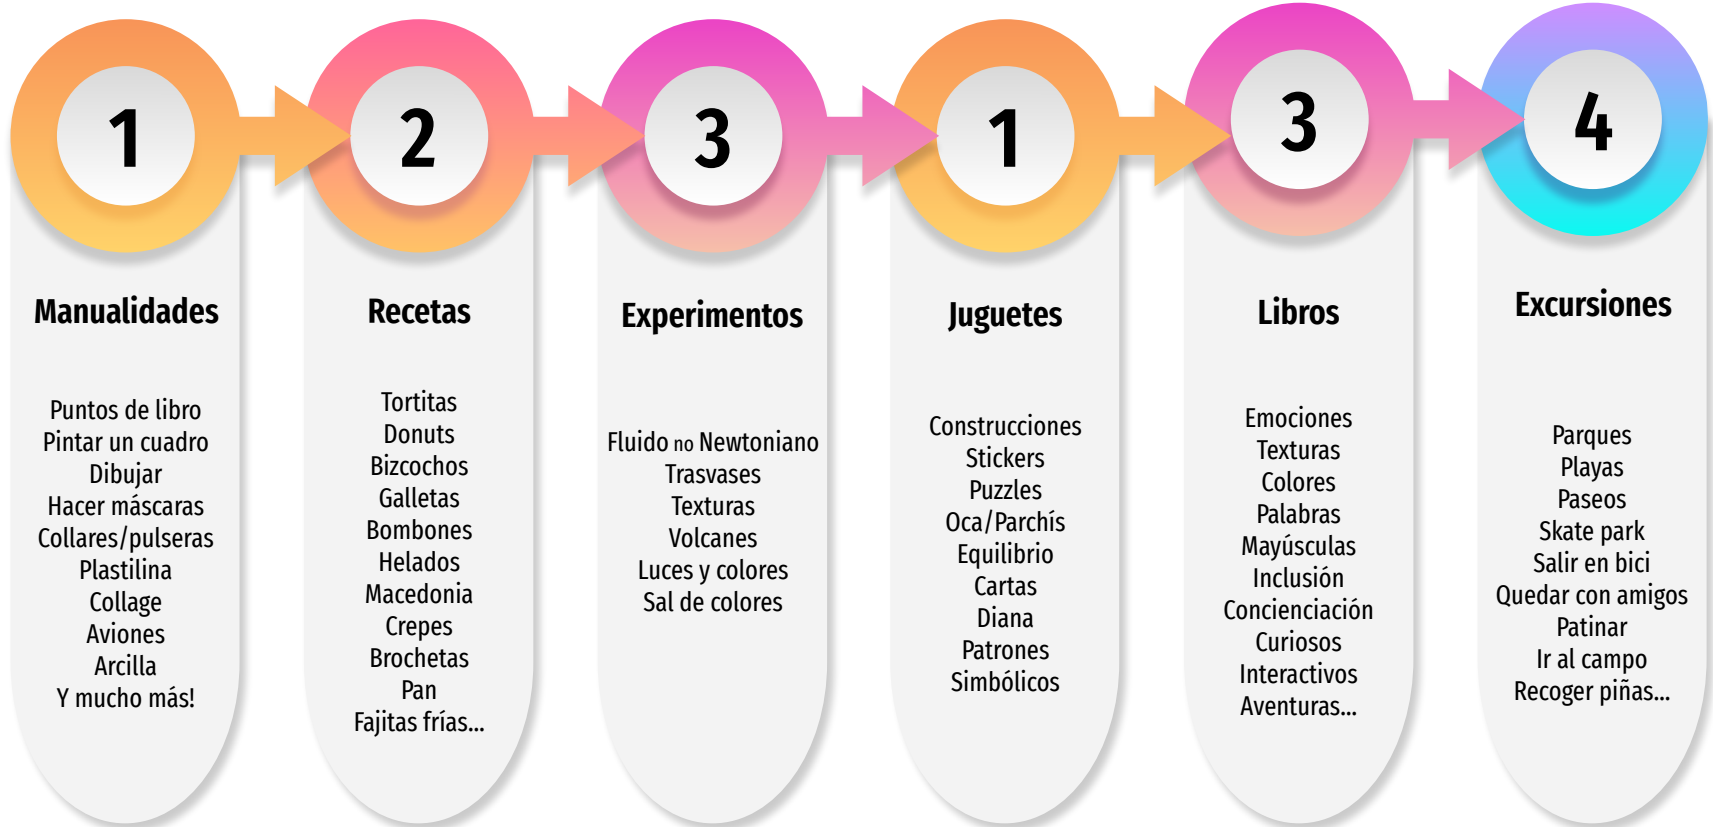 1
2
3
1
3
4
Manualidades
Puntos de libro
Pintar un cuadro
Dibujar
Hacer máscaras
Collares/pulseras
Plastilina
Collage
Aviones
Arcilla
Y mucho más!
Recetas
Tortitas
Donuts
Bizcochos
Galletas
Bombones
Helados
Macedonia
Crepes
Brochetas
Pan
Fajitas frías...
Experimentos
Fluido no Newtoniano
Trasvases
Texturas
Volcanes
Luces y colores
Sal de colores
Juguetes
Construcciones
Stickers
Puzzles
Oca/Parchís
Equilibrio
Cartas
Diana
Patrones
Simbólicos
Libros
Emociones
Texturas
Colores
Palabras
Mayúsculas
Inclusión
Concienciación
Curiosos
Interactivos
Aventuras...
Excursiones
Parques
Playas
Paseos
Skate park
Salir en bici
Quedar con amigos
Patinar
Ir al campo
Recoger piñas...